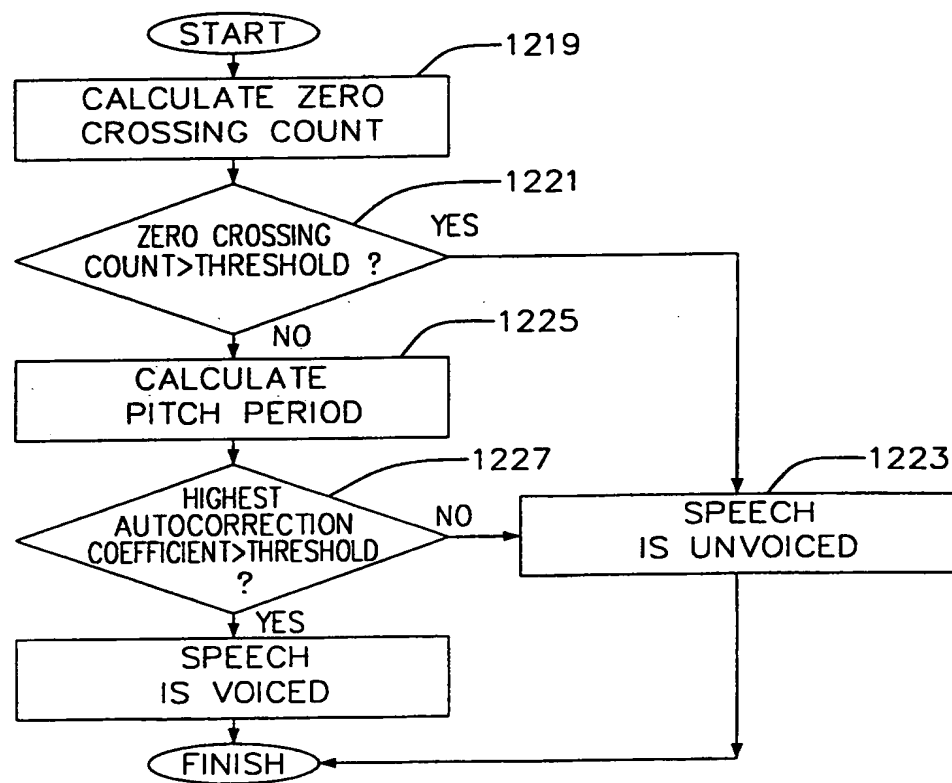 START
1219
CALCULATE ZERO
CROSSING COUNT
1221
ZERO CROSSING
COUNT>THRESHOLD ?
YES
NO
1225
CALCULATE
PITCH PERIOD
1227
HIGHEST
AUTOCORRECTION
COEFFICIENT>THRESHOLD
?
NO
1223
SPEECH
IS UNVOICED
YES
SPEECH
IS VOICED
FINISH